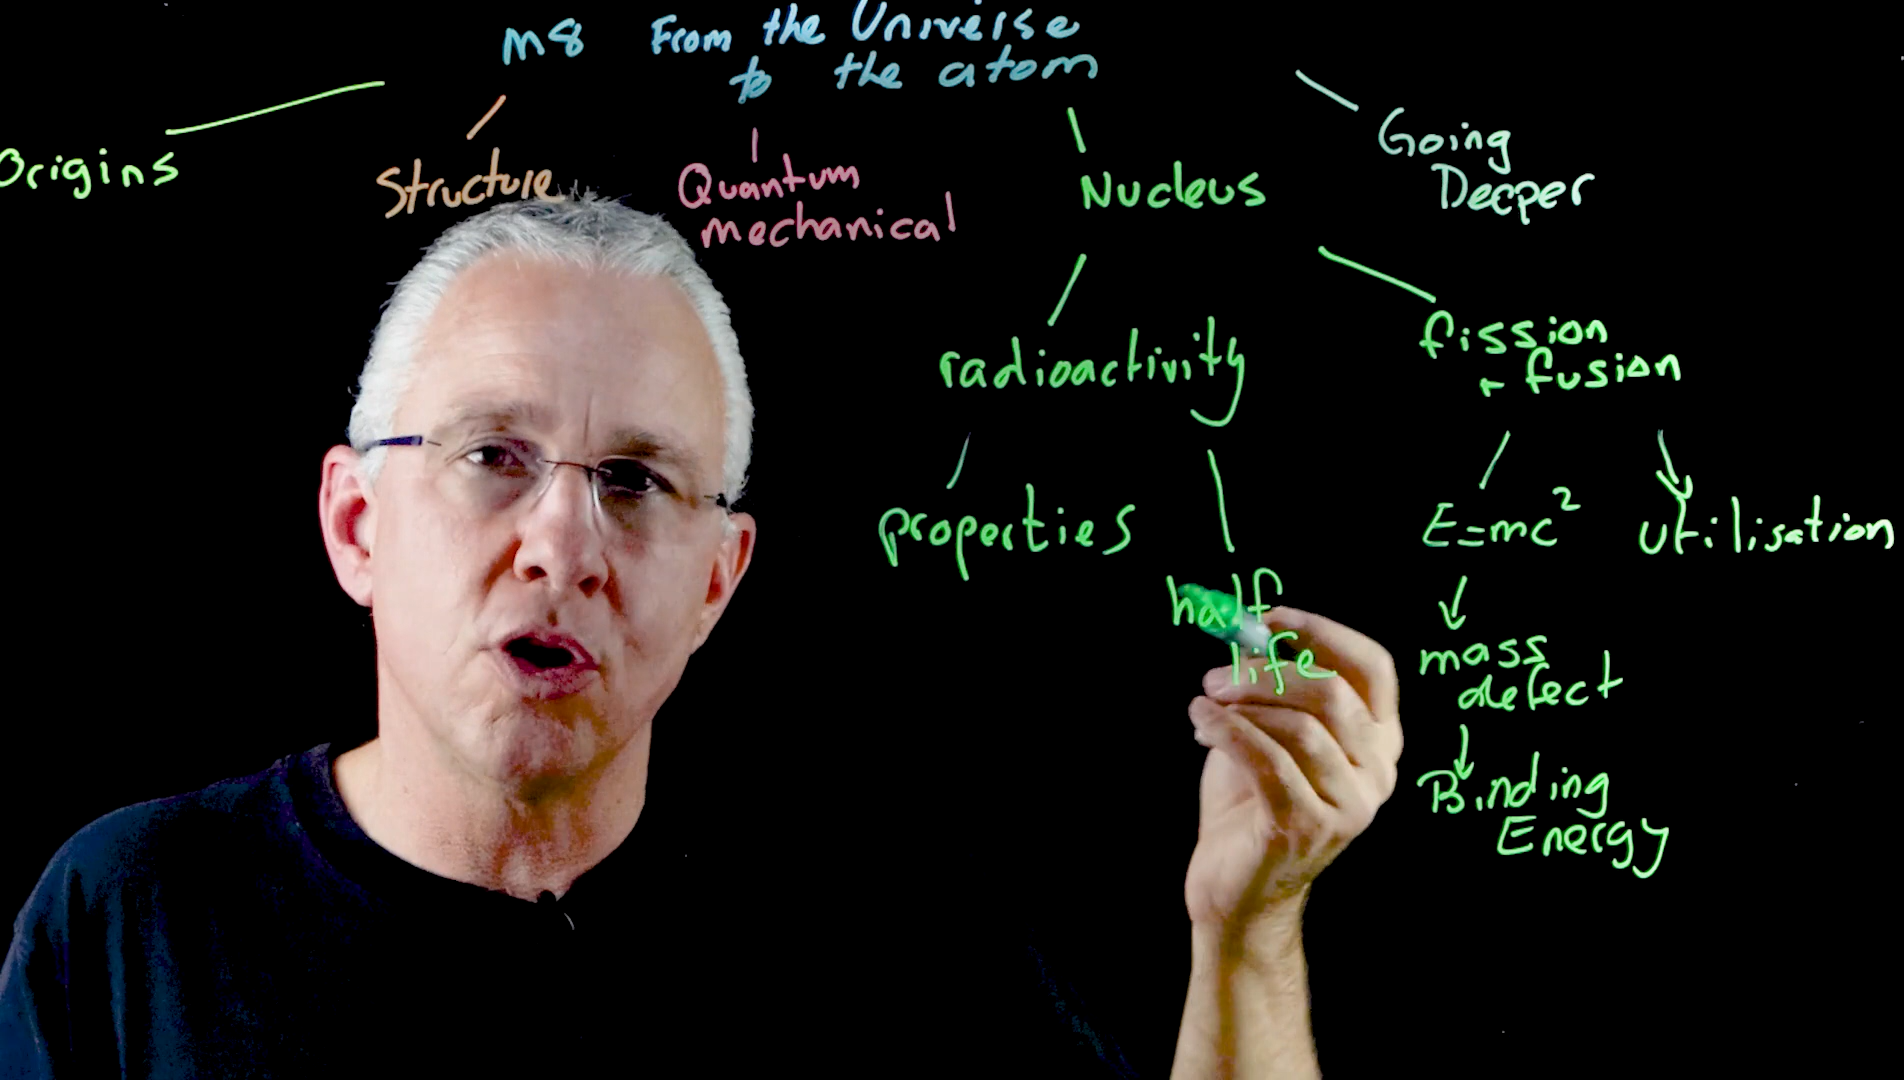 M8 From the Universe
to the atom
Origins
Structure
Quantum
mechanical
Nucleus
Going
Deeper
radioactivity
fission
+ fusion
properties
half
life
E=mc²
utilisation
mass
defect
Binding
Energy